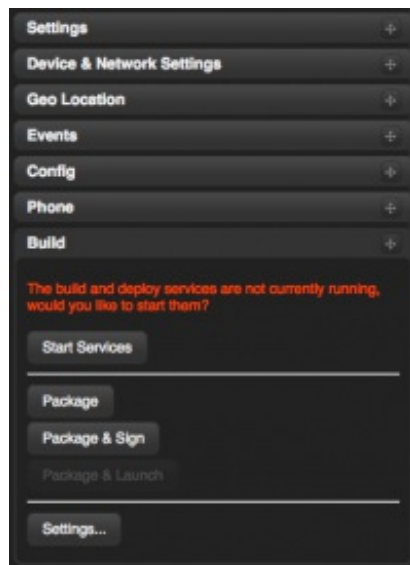 Settings
Device & Network Settings
Geo Location
Events
Config
Phone
Build
The build and deploy services are not currently running,
would you like to start them?
Start Services
Package
Package & Sign
Package & Launch
Settings...